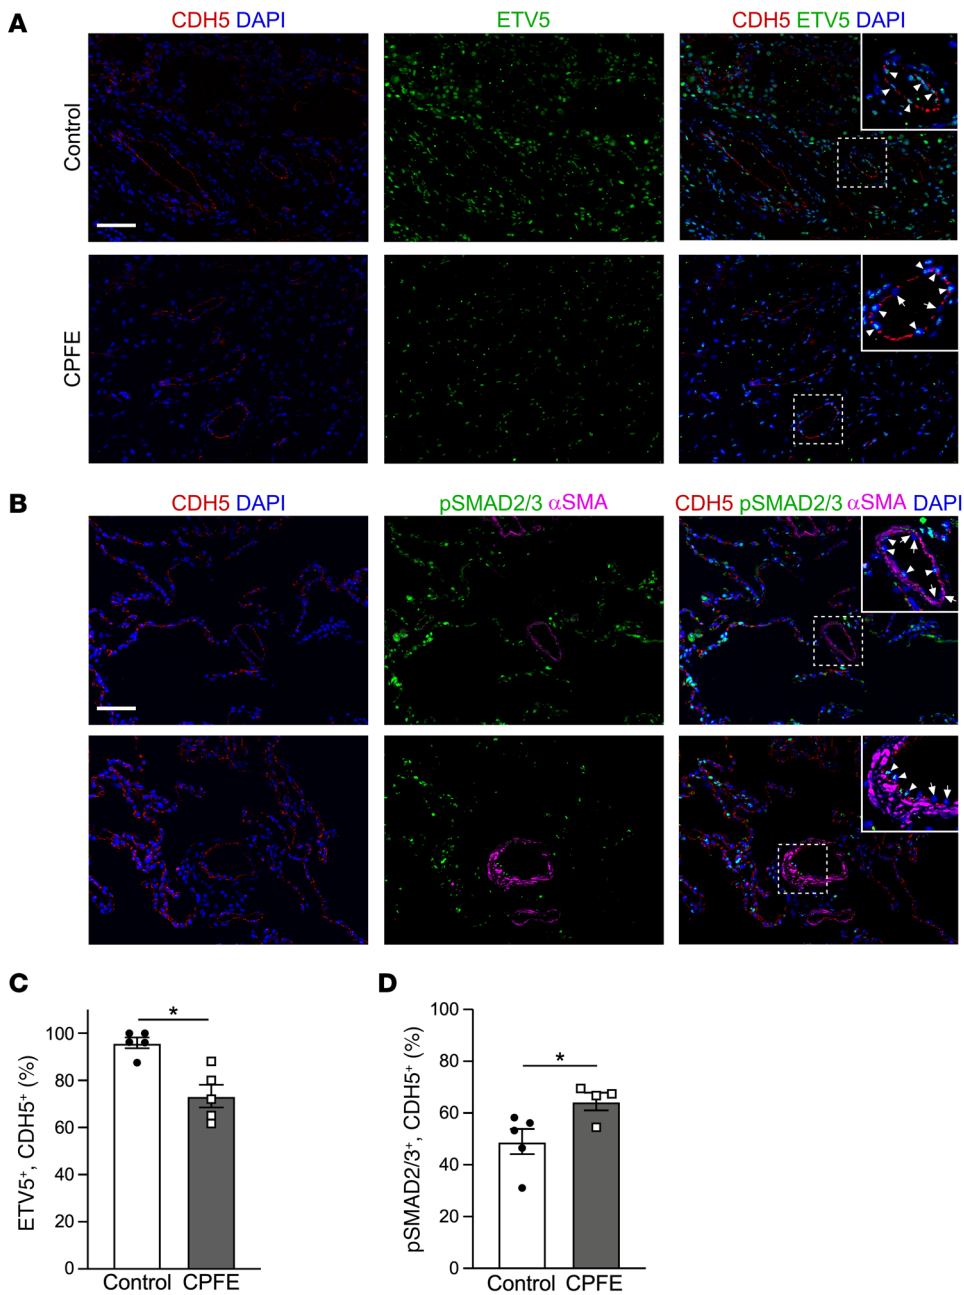 A
CDH5 DAPI
ETV5
CDH5 ETV5 DAPI
Control
CPFE
B
CDH5 DAPI
pSMAD2/3 αSMA
CDH5 pSMAD2/3 αSMA DAPI
C
ETV5⁺, CDH5⁺ (%)
100
80
60
40
20
0
*
Control CPFE
D
pSMAD2/3⁺, CDH5⁺ (%)
100
80
60
40
20
0
*
Control CPFE